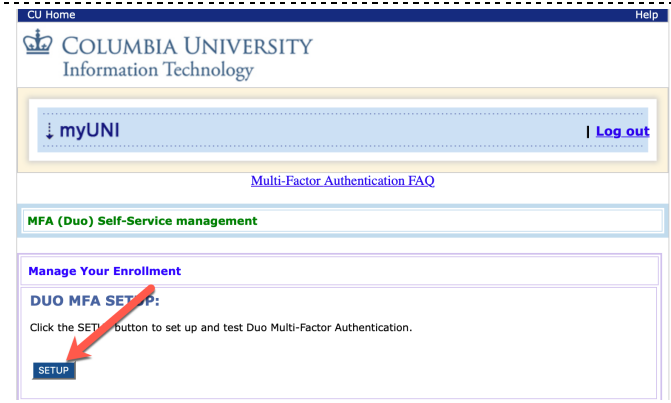 CU Home Help
COLUMBIA UNIVERSITY
Information Technology
myUNI | Log out
Multi-Factor Authentication FAQ
MFA (Duo) Self-Service management
Manage Your Enrollment
DUO MFA SETUP:
Click the SETUP button to set up and test Duo Multi-Factor Authentication.
SETUP